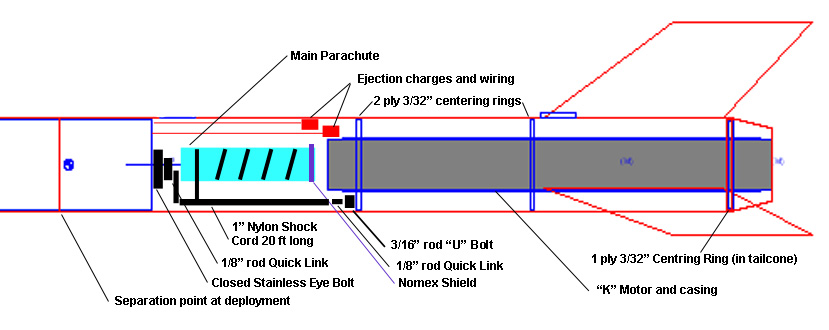 Main Parachute
Ejection charges and wiring
2 ply 3/32” centering rings
1” Nylon Shock
Cord 20 ft long
3/16” rod “U” Bolt
1/8” rod Quick Link
1/8” rod Quick Link
1 ply 3/32” Centring Ring (in tailcone)
Closed Stainless Eye Bolt
Nomex Shield
“K” Motor and casing
Separation point at deployment